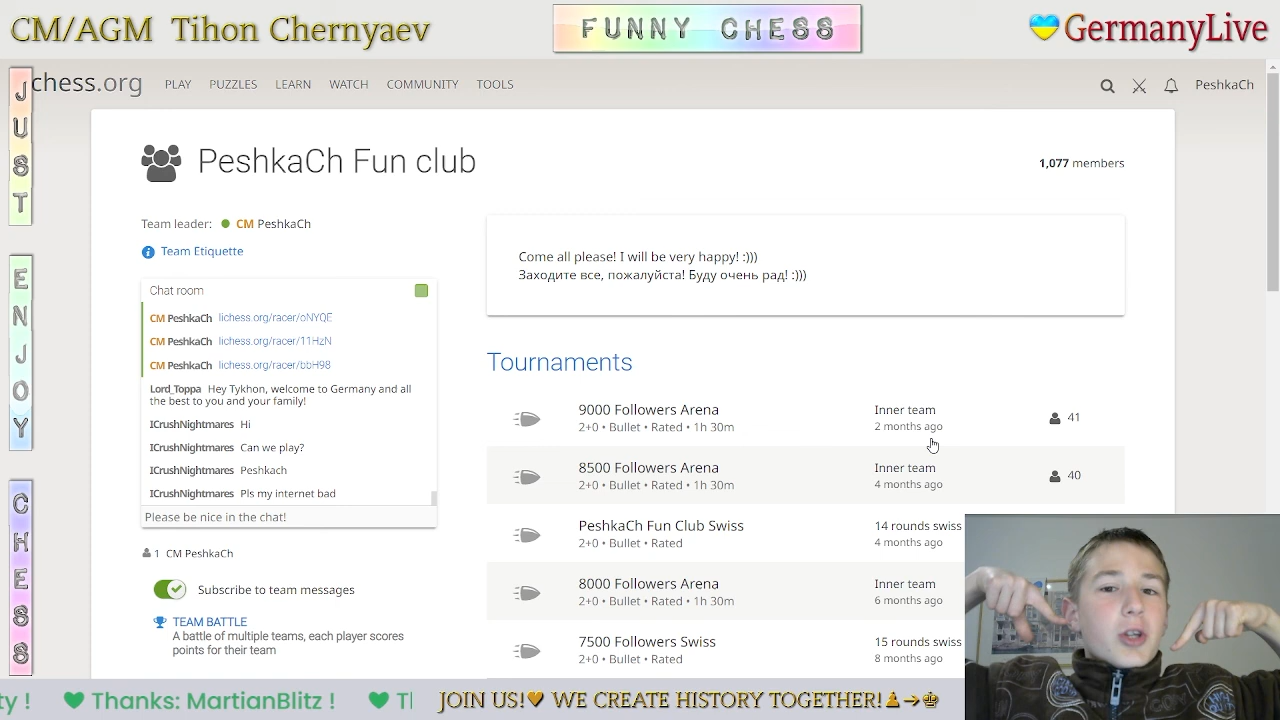 CM/AGM Tihon Chernyaev
FUNNY CHESS
GermanyLive
JUST
ENJOY
CHESS
chess.org
PLAY PUZZLES LEARN WATCH COMMUNITY TOOLS
PeshkaCh
PeshkaCh Fun club
1,077 members
Team leader: CM PeshkaCh
Team Etiquette
Come all please! I will be very happy! :)))
Заходите все, пожалуйста! Буду очень рад! :)))
Chat room
CM PeshkaCh lichess.org/racer/oNYQE
CM PeshkaCh lichess.org/racer/11HzN
CM PeshkaCh lichess.org/racer/bbH98
Lord_Toppa Hey Tykhon, welcome to Germany and all
the best to you and your family!
ICrushNightmares Hi
ICrushNightmares Can we play?
ICrushNightmares Peshkach
ICrushNightmares Pls my internet bad
Please be nice in the chat!
1 CM PeshkaCh
Subscribe to team messages
TEAM BATTLE
A battle of multiple teams, each player scores
points for their team
Tournaments
9000 Followers Arena Inner team 41
2+0 • Bullet • Rated • 1h 30m 2 months ago
8500 Followers Arena Inner team 40
2+0 • Bullet • Rated • 1h 30m 4 months ago
PeshkaCh Fun Club Swiss 14 rounds swiss
2+0 • Bullet • Rated 4 months ago
8000 Followers Arena Inner team
2+0 • Bullet • Rated • 1h 30m 6 months ago
7500 Followers Swiss 15 rounds swiss
2+0 • Bullet • Rated 8 months ago
ty ! Thanks: MartianBlitz !
JOIN US! WE CREATE HISTORY TOGETHER!